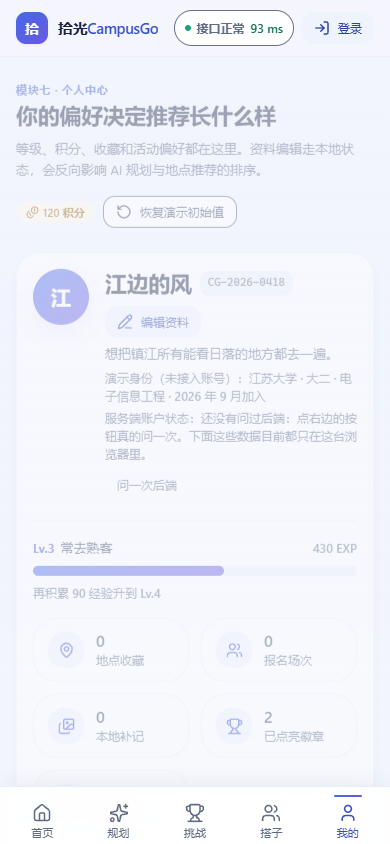 拾 拾光CampusGo 接口正常 93 ms 登录
模块七 · 个人中心
你的偏好决定推荐长什么样
等级、积分、收藏和活动偏好都在这里。资料编辑走本地状
态，会反向影响 AI 规划与地点推荐的排序。
120 积分 恢复演示初始值
江 江边的风 CG-2026-0418
编辑资料
想把镇江所有能看日落的地方都去一遍。
演示身份（未接入账号）：江苏大学 · 大二 · 电
子信息工程 · 2026 年 9 月加入
服务端账户状态：还没有问过后端：点右边的按
钮真的问一次。下面这些数据目前都只在这台浏
览器里。
问一次后端
Lv.3 常去熟客 430 EXP
再积累 90 经验升到 Lv.4
0 地点收藏
0 报名场次
0 本地补记
2 已点亮徽章
首页 规划 挑战 搭子 我的